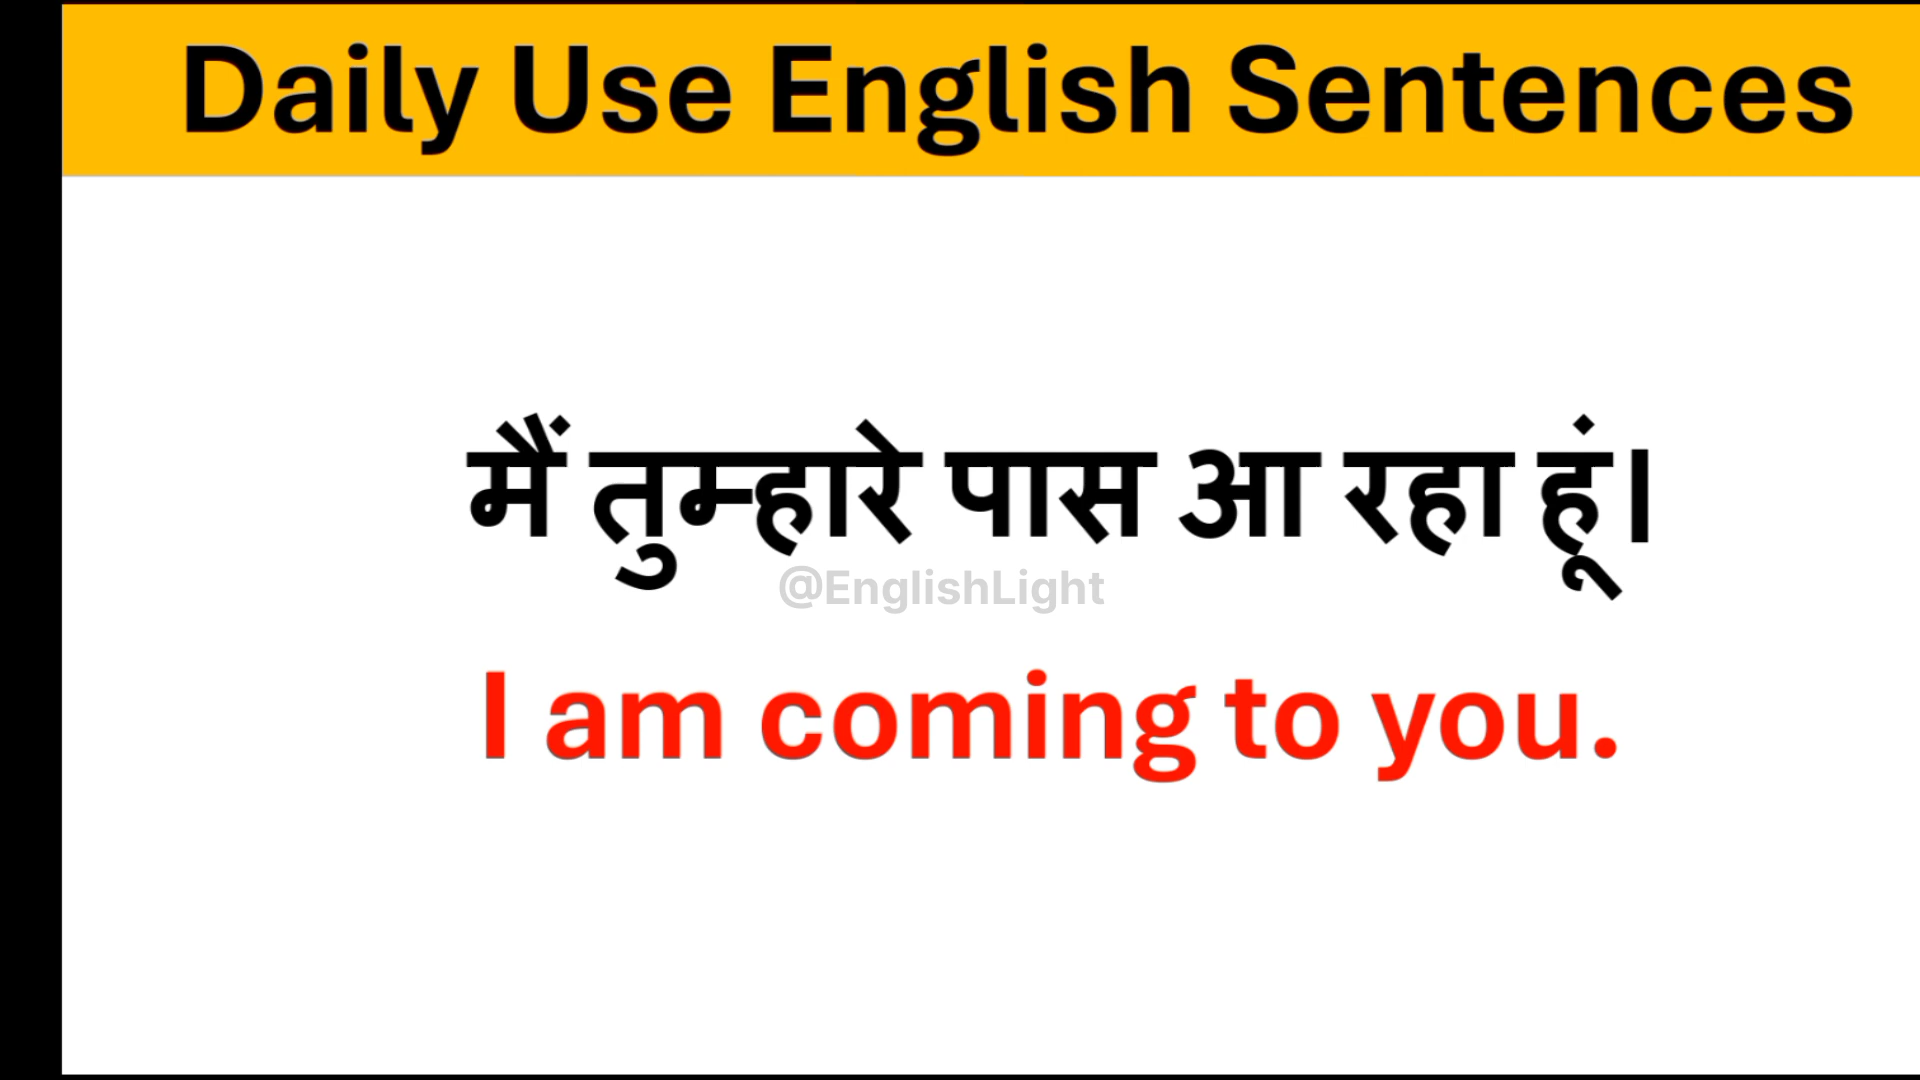 Daily Use English Sentences
मैं तुम्हारे पास आ रहा हूं।
@EnglishLight
I am coming to you.